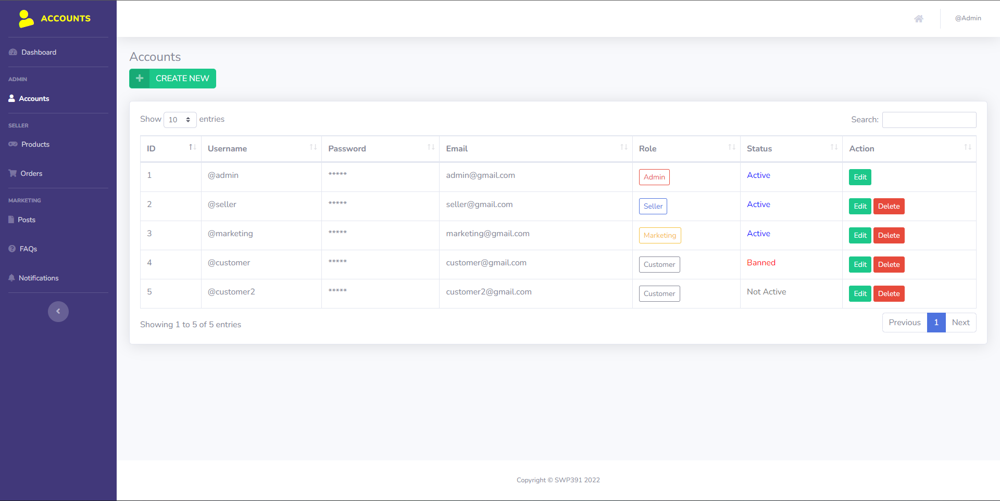 ACCOUNTS
@Admin
Dashboard
ADMIN
Accounts
SELLER
Products
Orders
MARKETING
Posts
FAQs
Notifications
Accounts
CREATE NEW
Show 10 entries
Search:
ID Username Password Email Role Status Action
1 @admin ***** admin@gmail.com Admin Active Edit
2 @seller ***** seller@gmail.com Seller Active Edit Delete
3 @marketing ***** marketing@gmail.com Marketing Active Edit Delete
4 @customer ***** customer@gmail.com Customer Banned Edit Delete
5 @customer2 ***** customer2@gmail.com Customer Not Active Edit Delete
Showing 1 to 5 of 5 entries
Previous 1 Next
Copyright © SWP391 2022